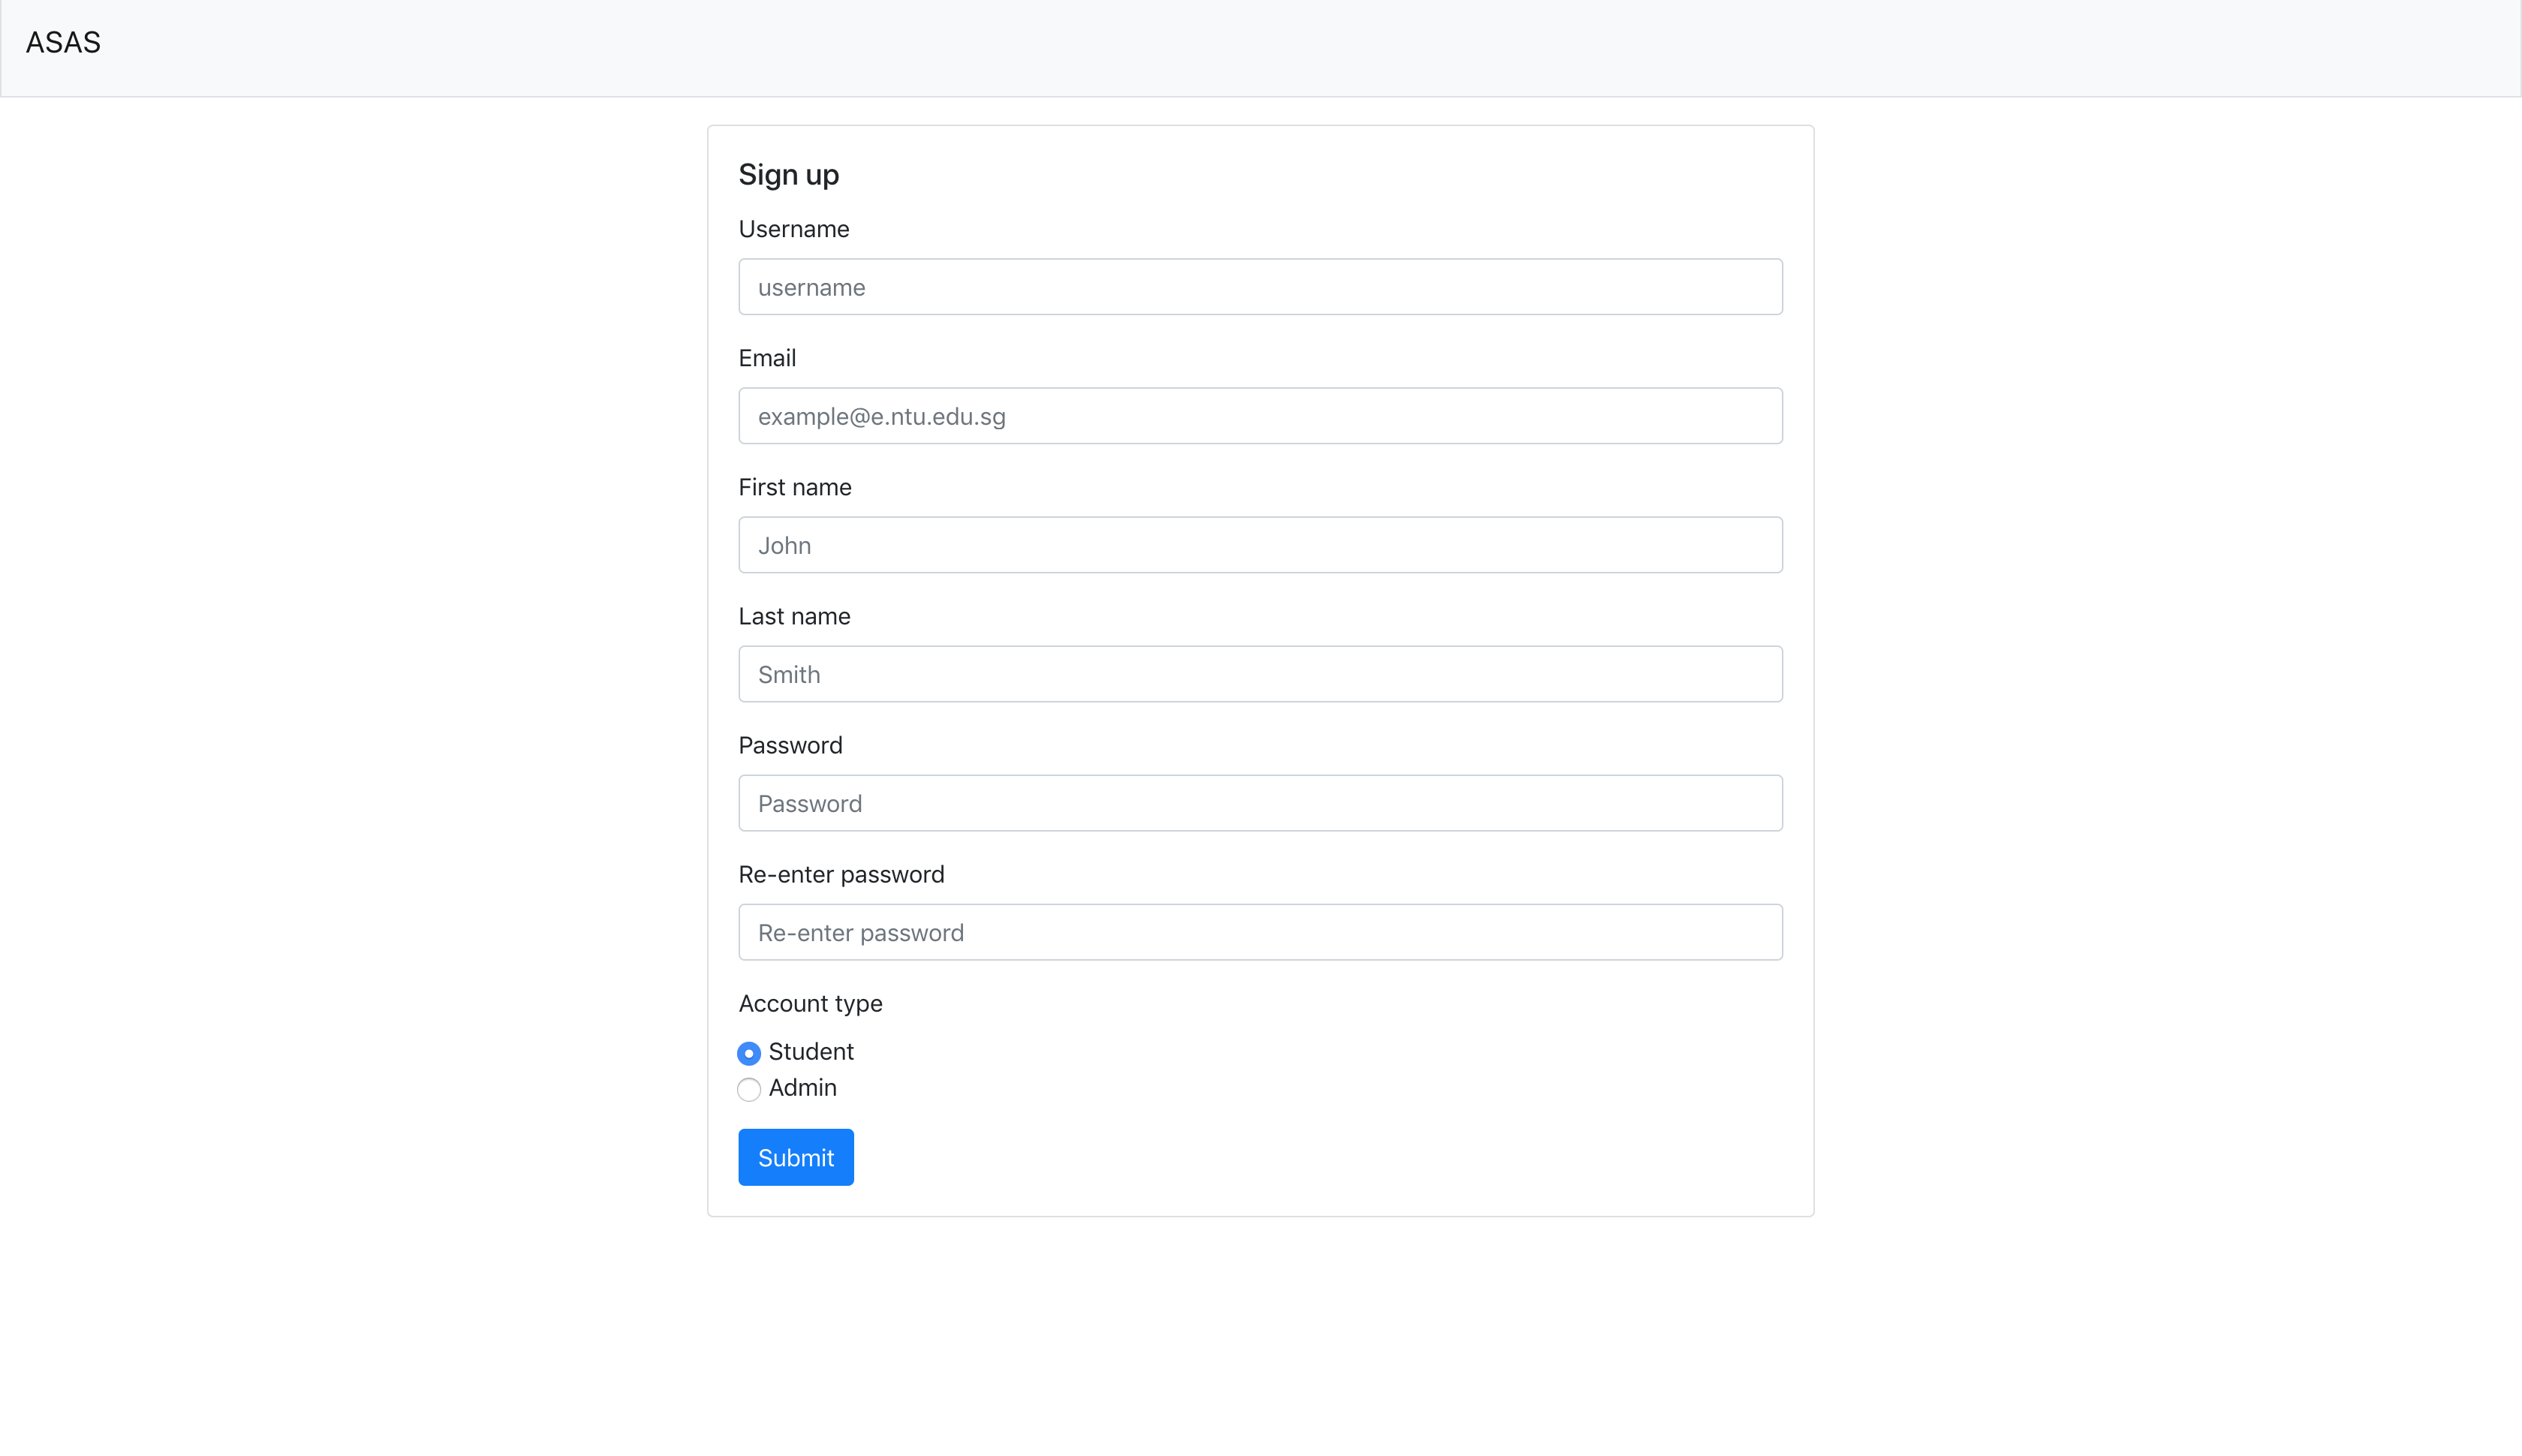 ASAS
Sign up
Username
username
Email
example@e.ntu.edu.sg
First name
John
Last name
Smith
Password
Password
Re-enter password
Re-enter password
Account type
Student
Admin
Submit